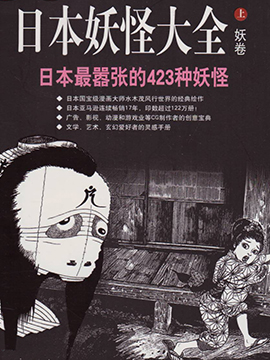 日本妖怪大全 上 妖卷
日本最嚣张的423种妖怪
◆ 日本国宝级漫画大师水木茂风行世界的经典绘作
◆ 日本亚马逊连续畅销17年,印数超过122万册!
◆ 广告、影视、动漫和游戏业等CG制作者的创意宝典
◆ 文学、艺术、玄幻爱好者的灵感手册